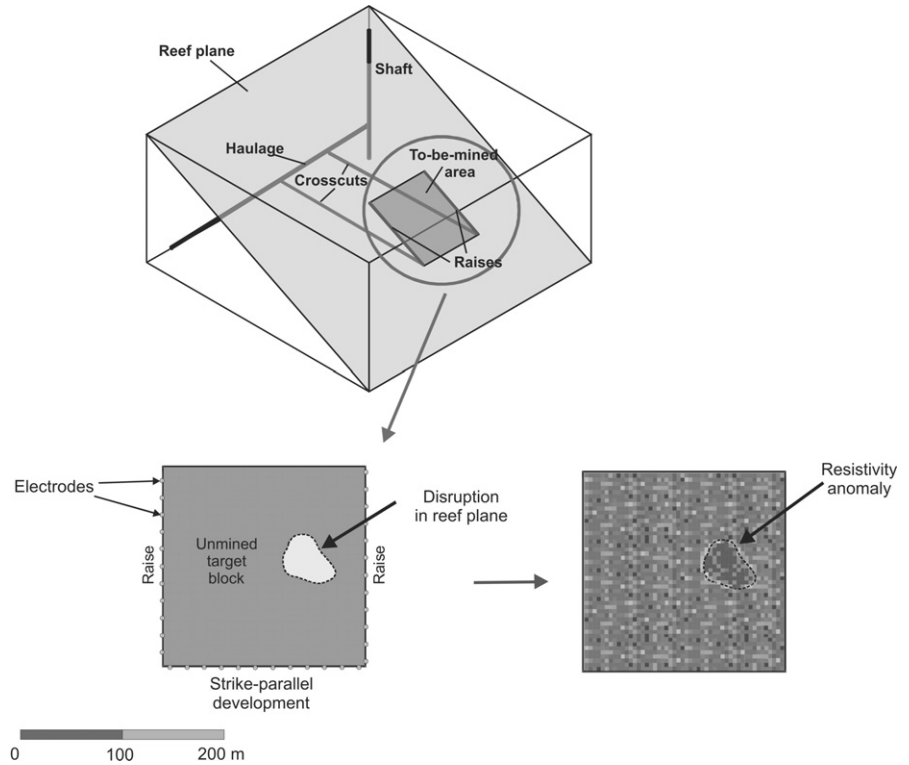 Reef plane
Shaft
Haulage
To-be-mined
area
Crosscuts
Raises
Electrodes
Raise
Unmined
target
block
Disruption
in reef plane
Raise
Strike-parallel
development
Resistivity
anomaly
0
100
200 m